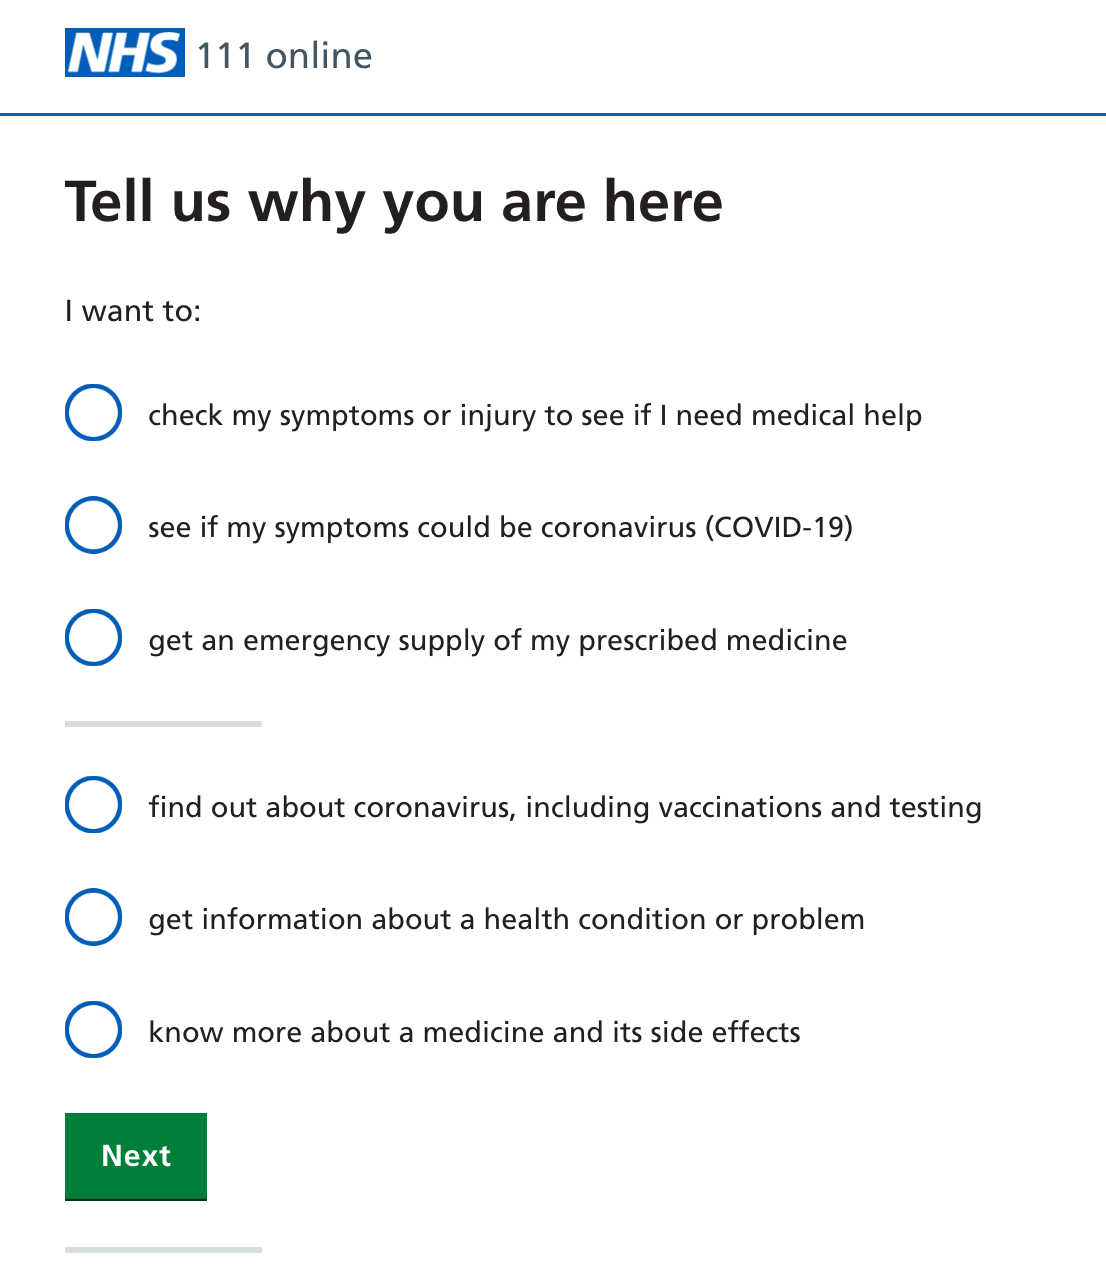 NHS 111 online
Tell us why you are here
I want to:
check my symptoms or injury to see if I need medical help
see if my symptoms could be coronavirus (COVID-19)
get an emergency supply of my prescribed medicine
find out about coronavirus, including vaccinations and testing
get information about a health condition or problem
know more about a medicine and its side effects
Next